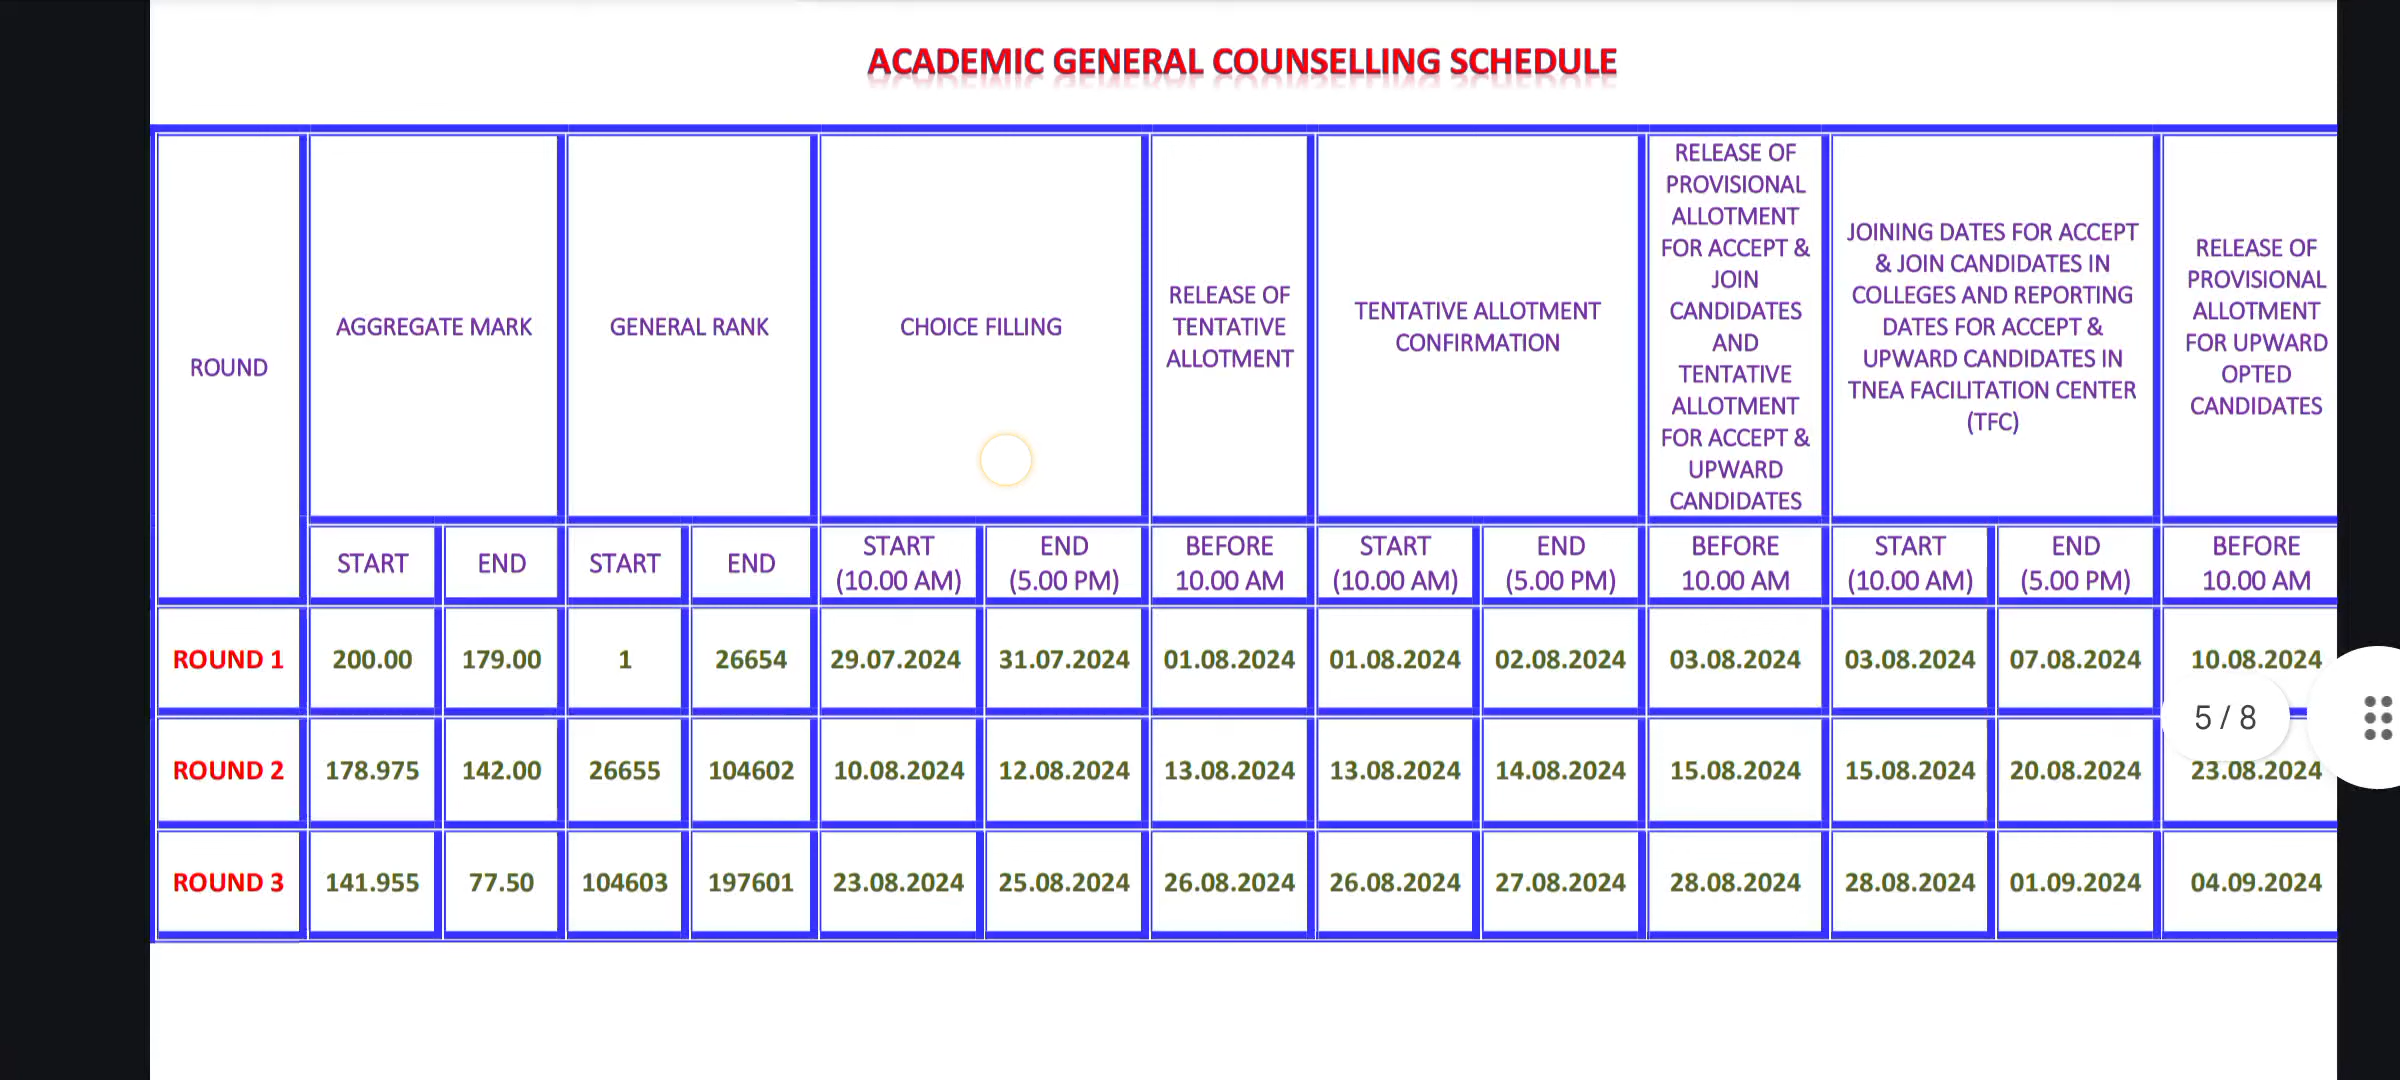 ACADEMIC GENERAL COUNSELLING SCHEDULE
ROUND
AGGREGATE MARK
GENERAL RANK
CHOICE FILLING
RELEASE OF
TENTATIVE
ALLOTMENT
TENTATIVE ALLOTMENT
CONFIRMATION
RELEASE OF
PROVISIONAL
ALLOTMENT
FOR ACCEPT &
JOIN
CANDIDATES
AND
TENTATIVE
ALLOTMENT
FOR ACCEPT &
UPWARD
CANDIDATES
JOINING DATES FOR ACCEPT
& JOIN CANDIDATES IN
COLLEGES AND REPORTING
DATES FOR ACCEPT &
UPWARD CANDIDATES IN
TNEA FACILITATION CENTER
(TFC)
RELEASE OF
PROVISIONAL
ALLOTMENT
FOR UPWARD
OPTED
CANDIDATES
START END START END START (10.00 AM) END (5.00 PM) BEFORE 10.00 AM START (10.00 AM) END (5.00 PM) BEFORE 10.00 AM START (10.00 AM) END (5.00 PM) BEFORE 10.00 AM
ROUND 1 200.00 179.00 1 26654 29.07.2024 31.07.2024 01.08.2024 01.08.2024 02.08.2024 03.08.2024 03.08.2024 07.08.2024 10.08.2024
5 / 8
ROUND 2 178.975 142.00 26655 104602 10.08.2024 12.08.2024 13.08.2024 13.08.2024 14.08.2024 15.08.2024 15.08.2024 20.08.2024 23.08.2024
ROUND 3 141.955 77.50 104603 197601 23.08.2024 25.08.2024 26.08.2024 26.08.2024 27.08.2024 28.08.2024 28.08.2024 01.09.2024 04.09.2024